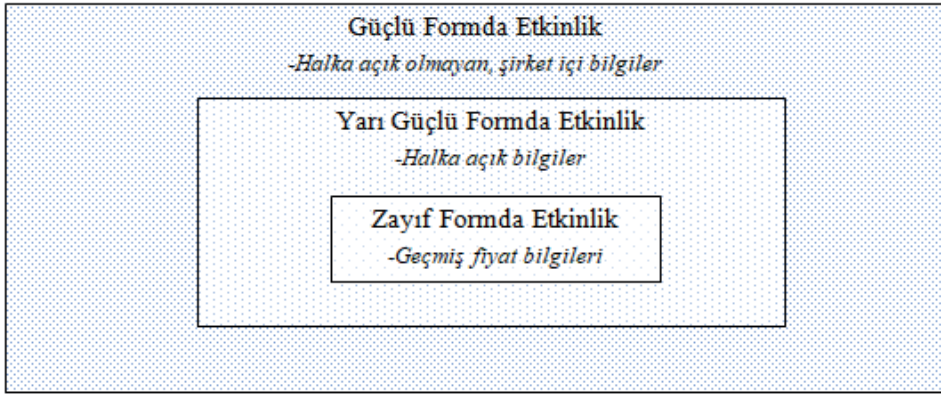 Güçlü Formda Etkinlik
-Halka açık olmayan, şirket içi bilgiler
Yarı Güçlü Formda Etkinlik
-Halka açık bilgiler
Zayıf Formda Etkinlik
-Geçmiş fiyat bilgileri